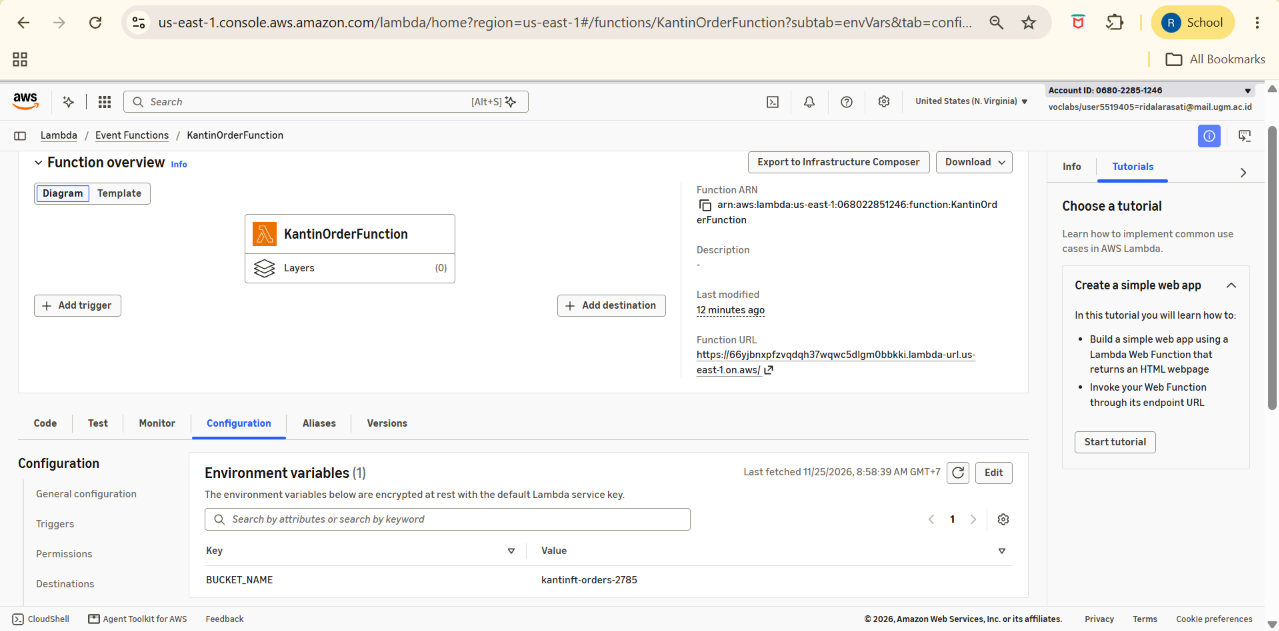 us-east-1.console.aws.amazon.com/lambda/home?region=us-east-1#/functions/KantinOrderFunction?subtab=envVars&tab=confi...
R School
All Bookmarks
aws
Search [Alt+S]
United States (N. Virginia) ▼
Account ID: 0680-2285-1246 ▼
voclabs/user5519405=ridalarasati@mail.ugm.ac.id
Lambda / Event Functions / KantinOrderFunction
Function overview Info
Export to Infrastructure Composer
Download
Diagram
Template
KantinOrderFunction
Layers (0)
+ Add trigger
+ Add destination
Function ARN
arn:aws:lambda:us-east-1:068022851246:function:KantinOrd
erFunction
Description
-
Last modified
12 minutes ago
Function URL
https://66yjbnxpfzvqdqh37wqwc5dlgm0bbkki.lambda-url.us-
east-1.on.aws/
Info
Tutorials
Choose a tutorial
Learn how to implement common use
cases in AWS Lambda.
Create a simple web app
In this tutorial you will learn how to:
• Build a simple web app using a
Lambda Web Function that
returns an HTML webpage
• Invoke your Web Function
through its endpoint URL
Start tutorial
Code
Test
Monitor
Configuration
Aliases
Versions
Configuration
General configuration
Triggers
Permissions
Destinations
Environment variables (1)
Last fetched 11/25/2026, 8:58:39 AM GMT+7
Edit
The environment variables below are encrypted at rest with the default Lambda service key.
Search by attributes or search by keyword
1
Key Value
BUCKET_NAME kantinft-orders-2785
CloudShell
Agent Toolkit for AWS
Feedback
© 2026, Amazon Web Services, Inc. or its affiliates.
Privacy
Terms
Cookie preferences